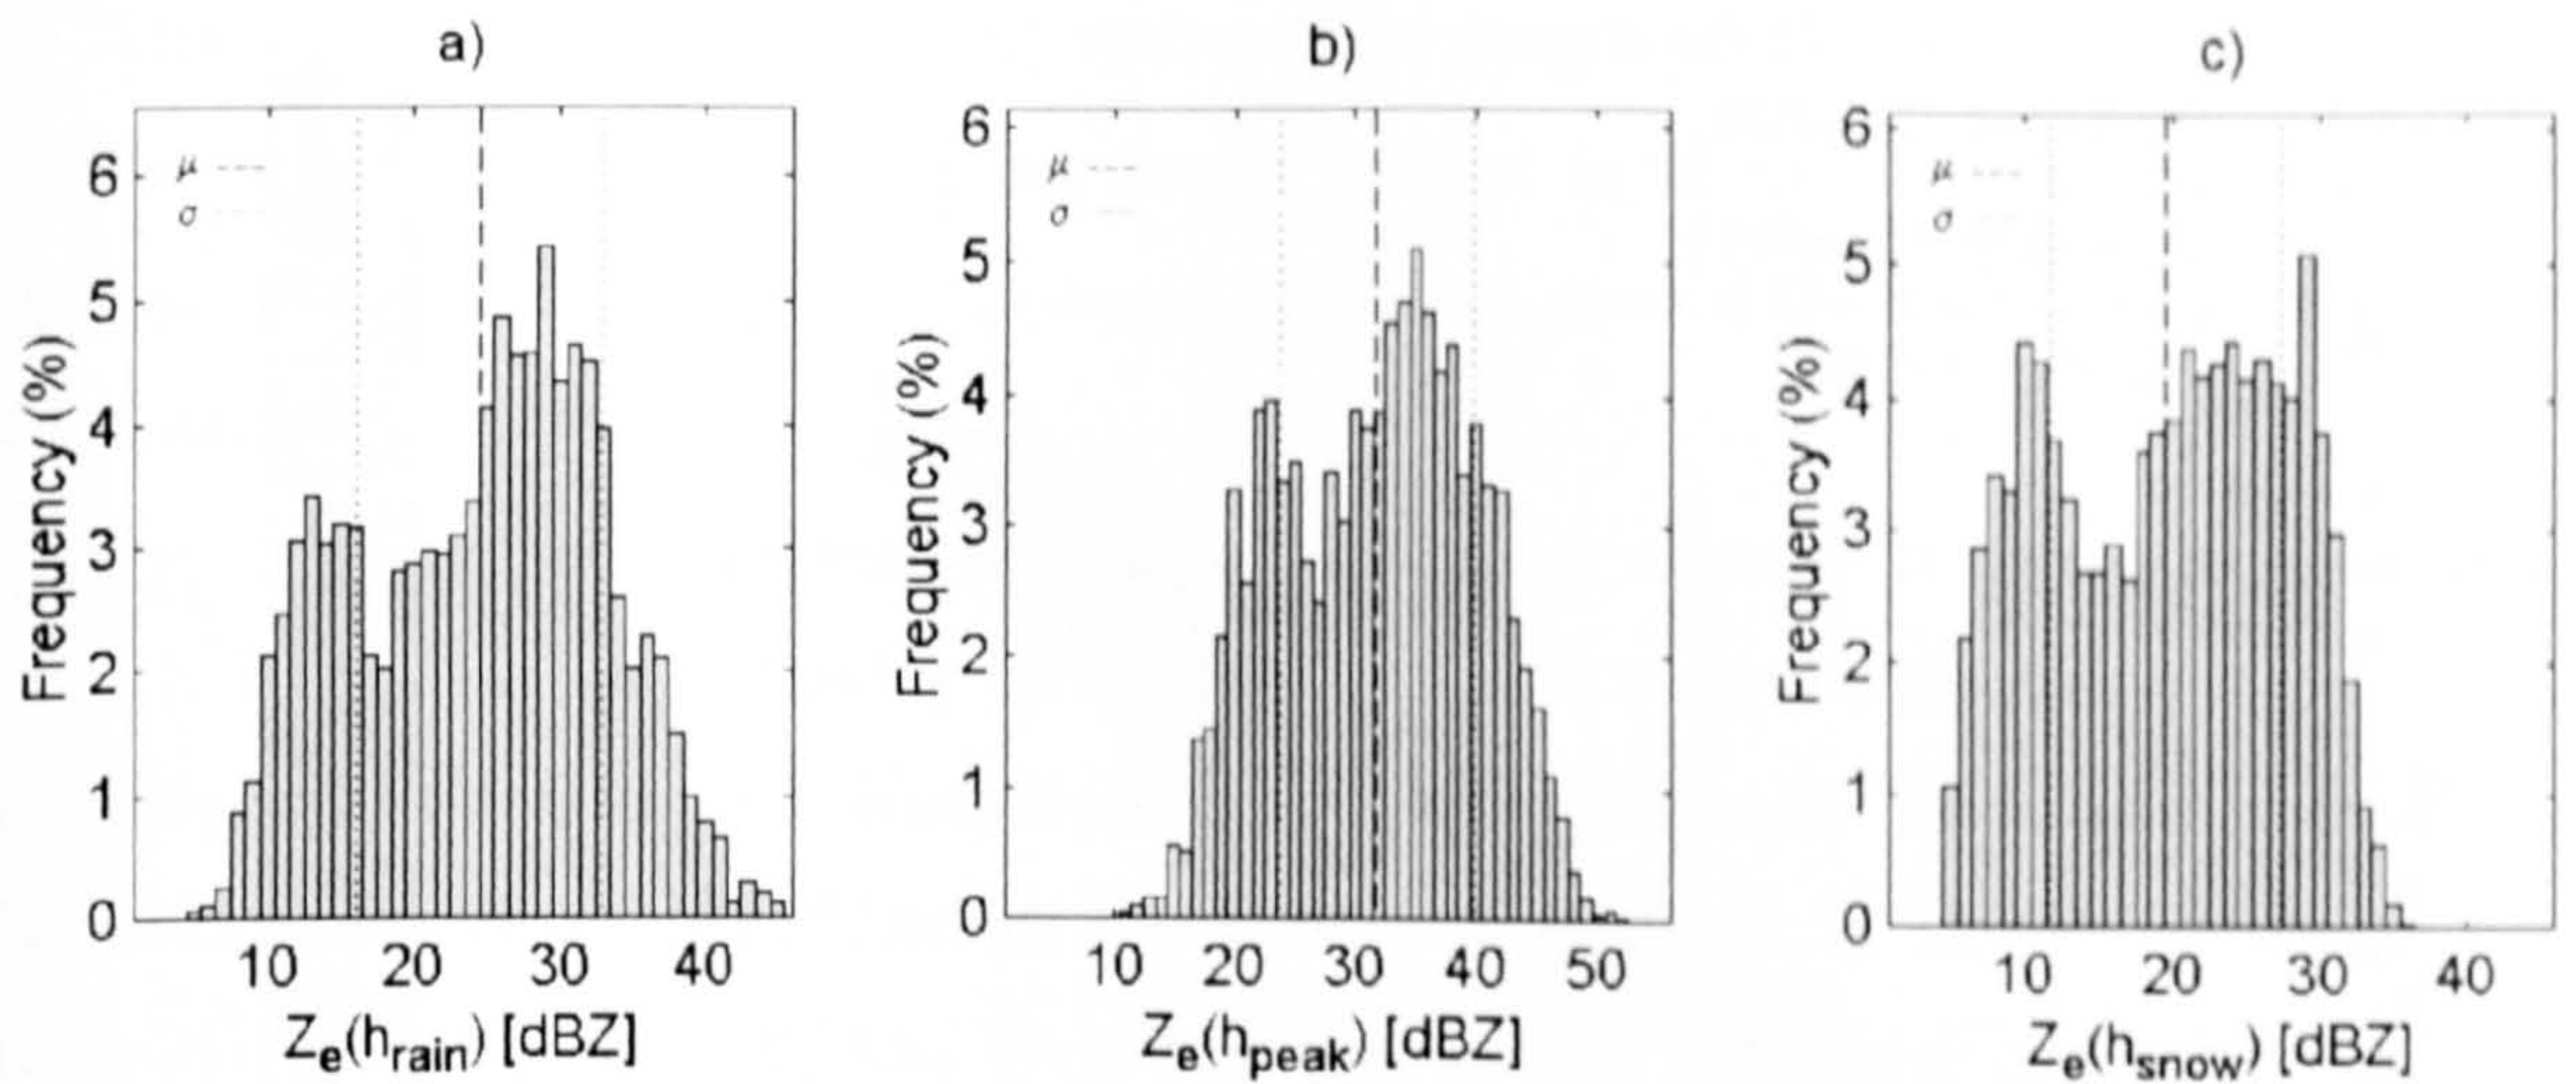 a)
6
5
4
3
2
1
0
10 20 30 40
Frequency (%)
Ze(hrain) [dBZ]
μ
σ
b)
6
5
4
3
2
1
0
10 20 30 40 50
Frequency (%)
Ze(hpeak) [dBZ]
μ
σ
c)
6
5
4
3
2
1
0
10 20 30 40
Frequency (%)
Ze(hsnow) [dBZ]
μ
σ